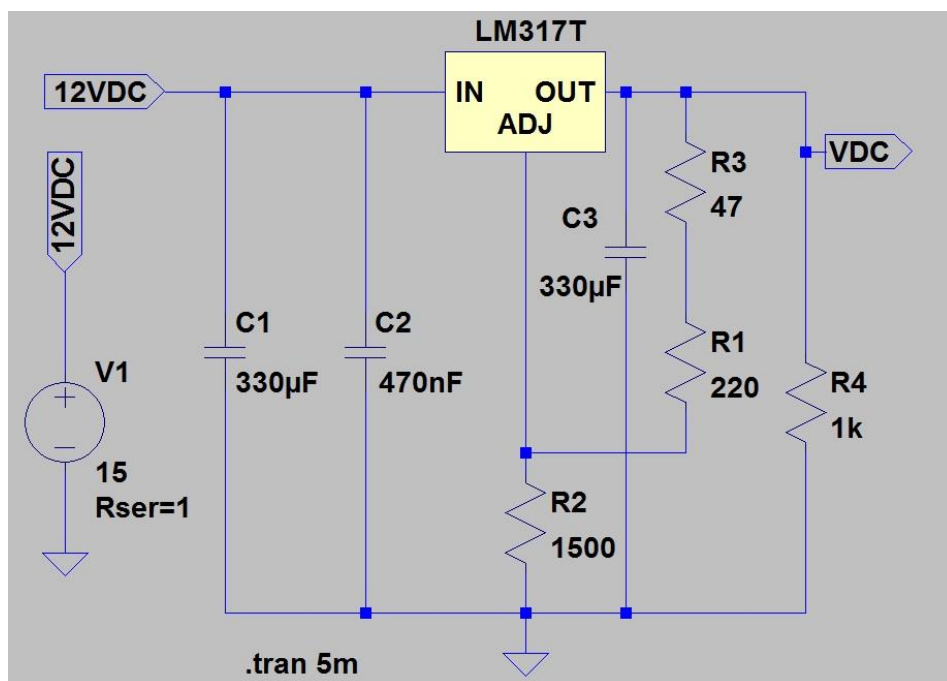 LM317T
12VDC
IN OUT
ADJ
VDC
12VDC
R3
47
C3
330µF
C1
330µF
C2
470nF
R1
220
R4
1k
V1
15
Rser=1
R2
1500
.tran 5m